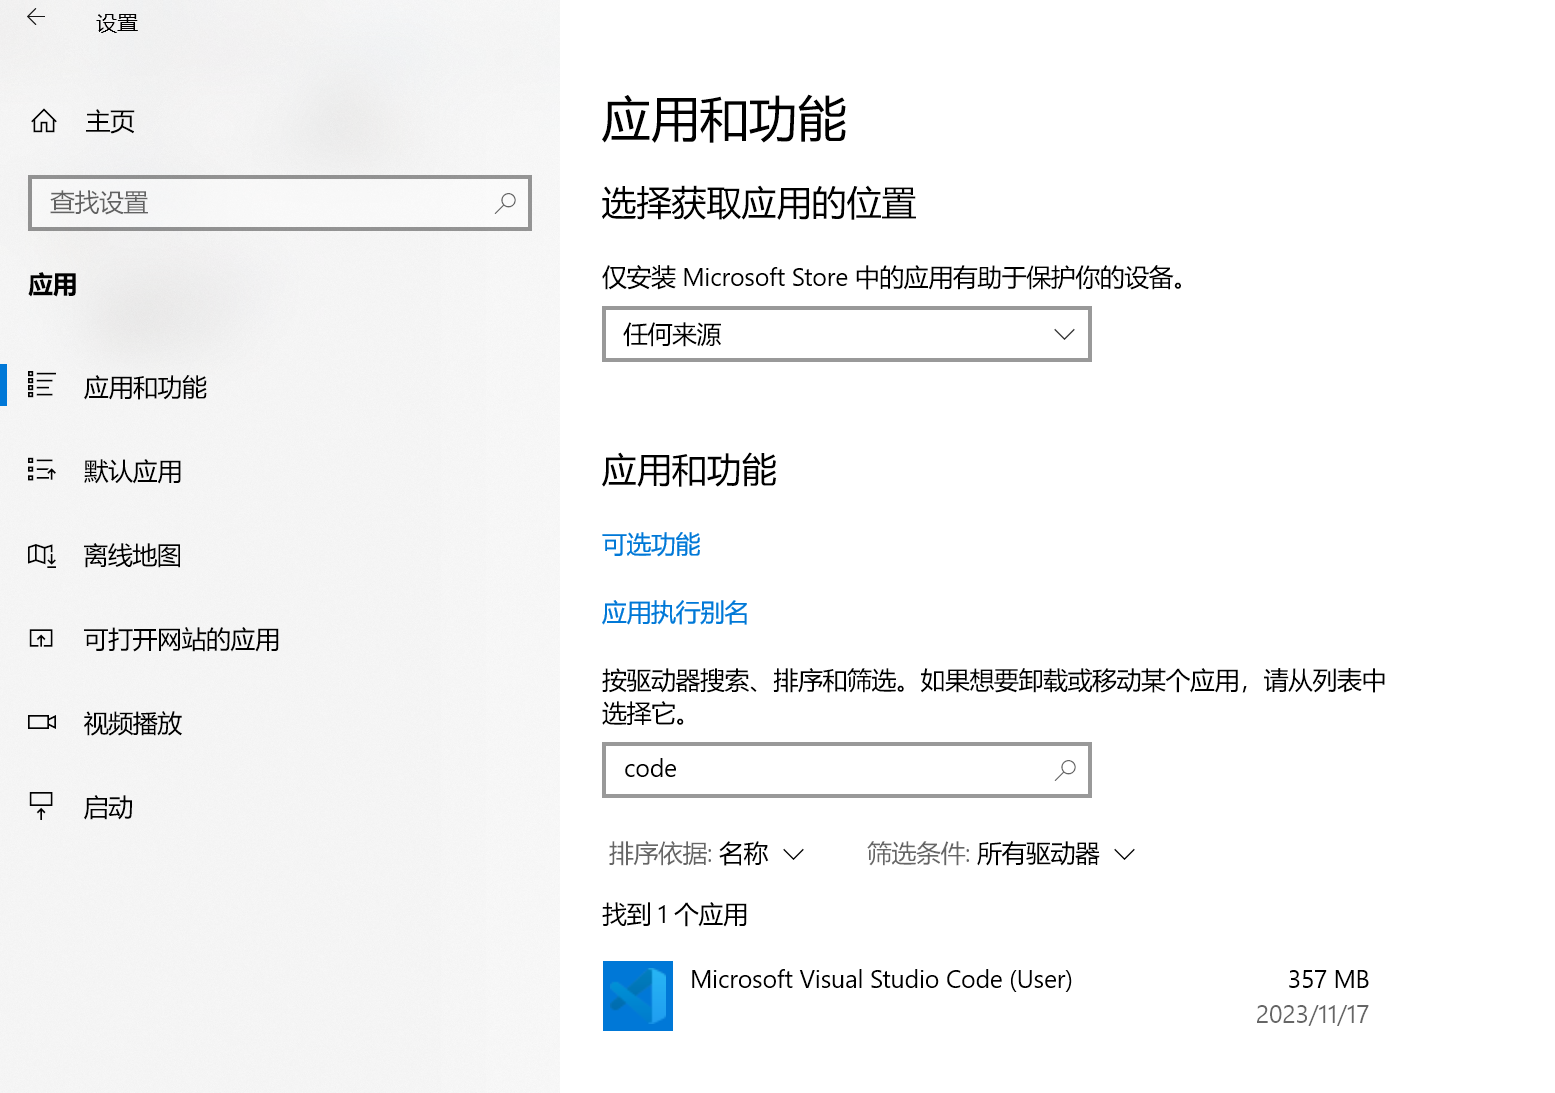 设置
主页
查找设置
应用
应用和功能
默认应用
离线地图
可打开网站的应用
视频播放
启动
应用和功能
选择获取应用的位置
仅安装 Microsoft Store 中的应用有助于保护你的设备。
任何来源
应用和功能
可选功能
应用执行别名
按驱动器搜索、排序和筛选。如果想要卸载或移动某个应用，请从列表中
选择它。
code
排序依据: 名称 筛选条件: 所有驱动器
找到 1 个应用
Microsoft Visual Studio Code (User) 357 MB
2023/11/17